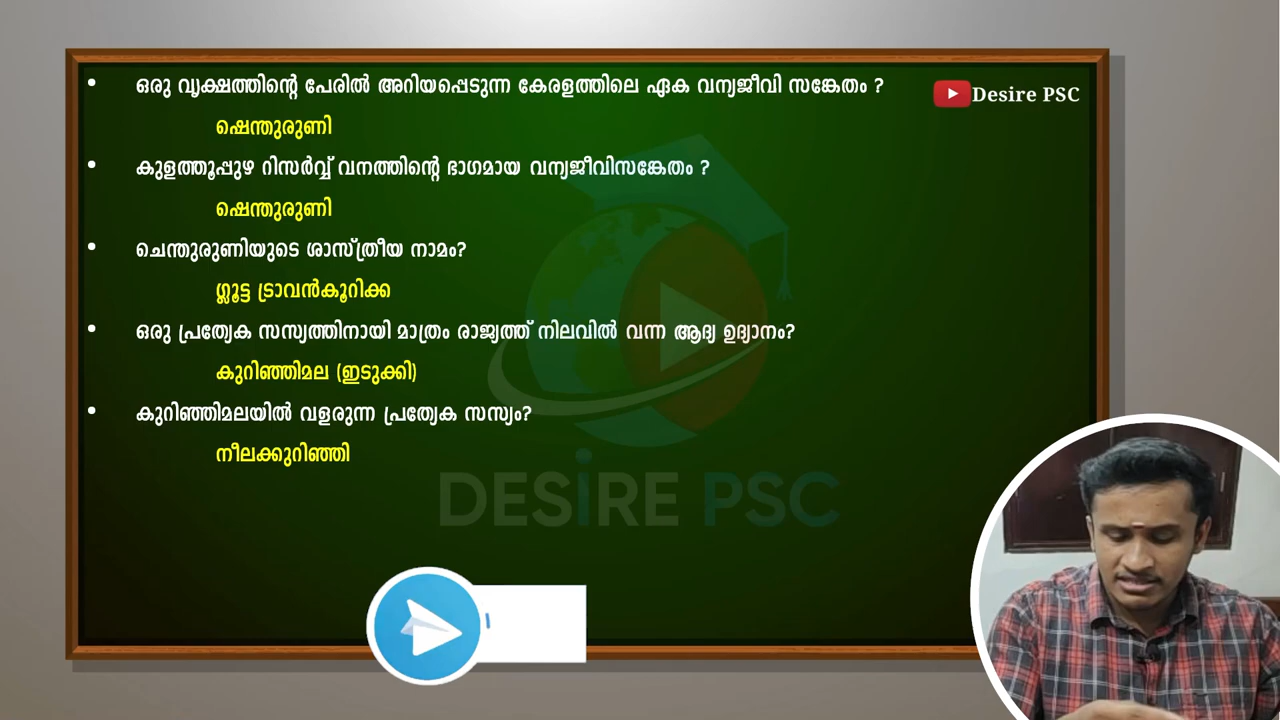 • ഒരു വൃക്ഷത്തിന്റെ പേരിൽ അറിയപ്പെടുന്ന കേരളത്തിലെ ഏക വന്യജീവി സങ്കേതം ?
Desire PSC
ഷെന്തുരുണി
• കുളത്തൂപ്പുഴ റിസർവ്വ് വനത്തിന്റെ ഭാഗമായ വന്യജീവിസങ്കേതം ?
ഷെന്തുരുണി
• ചെന്തുരുണിയുടെ ശാസ്ത്രീയ നാമം?
ഗ്ലൂട്ട ട്രാവൻകൂറിക്ക
• ഒരു പ്രത്യേക സസ്യത്തിനായി മാത്രം രാജ്യത്ത് നിലവിൽ വന്ന ആദ്യ ഉദ്യാനം?
കുറിഞ്ഞിമല (ഇടുക്കി)
• കുറിഞ്ഞിമലയിൽ വളരുന്ന പ്രത്യേക സസ്യം?
നീലക്കുറിഞ്ഞി
DESiRE PSC